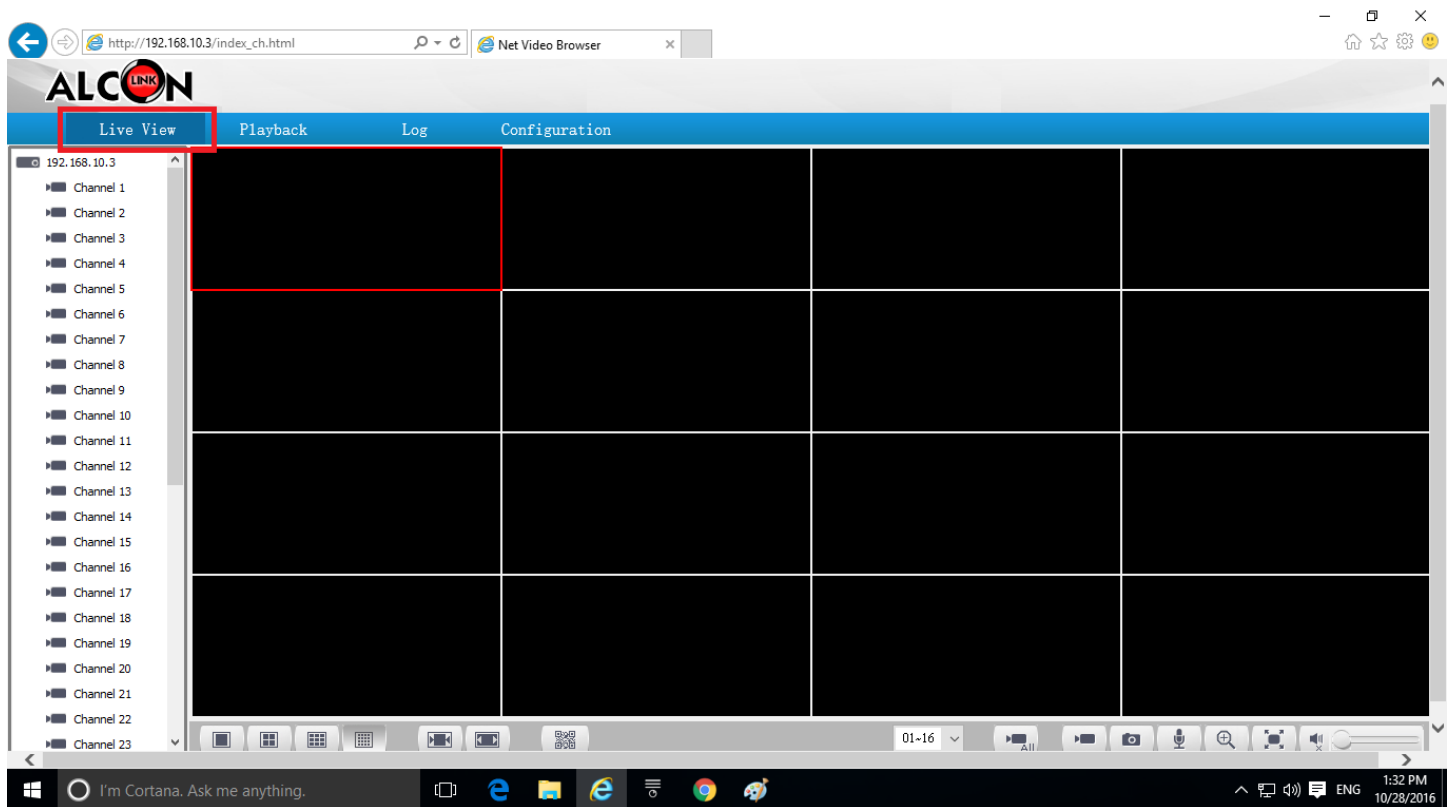 http://192.168.10.3/index_ch.html
Net Video Browser
ALC LINK N
Live View Playback Log Configuration
192.168.10.3
Channel 1
Channel 2
Channel 3
Channel 4
Channel 5
Channel 6
Channel 7
Channel 8
Channel 9
Channel 10
Channel 11
Channel 12
Channel 13
Channel 14
Channel 15
Channel 16
Channel 17
Channel 18
Channel 19
Channel 20
Channel 21
Channel 22
Channel 23
01~16
All
I'm Cortana. Ask me anything.
ENG
1:32 PM
10/28/2016